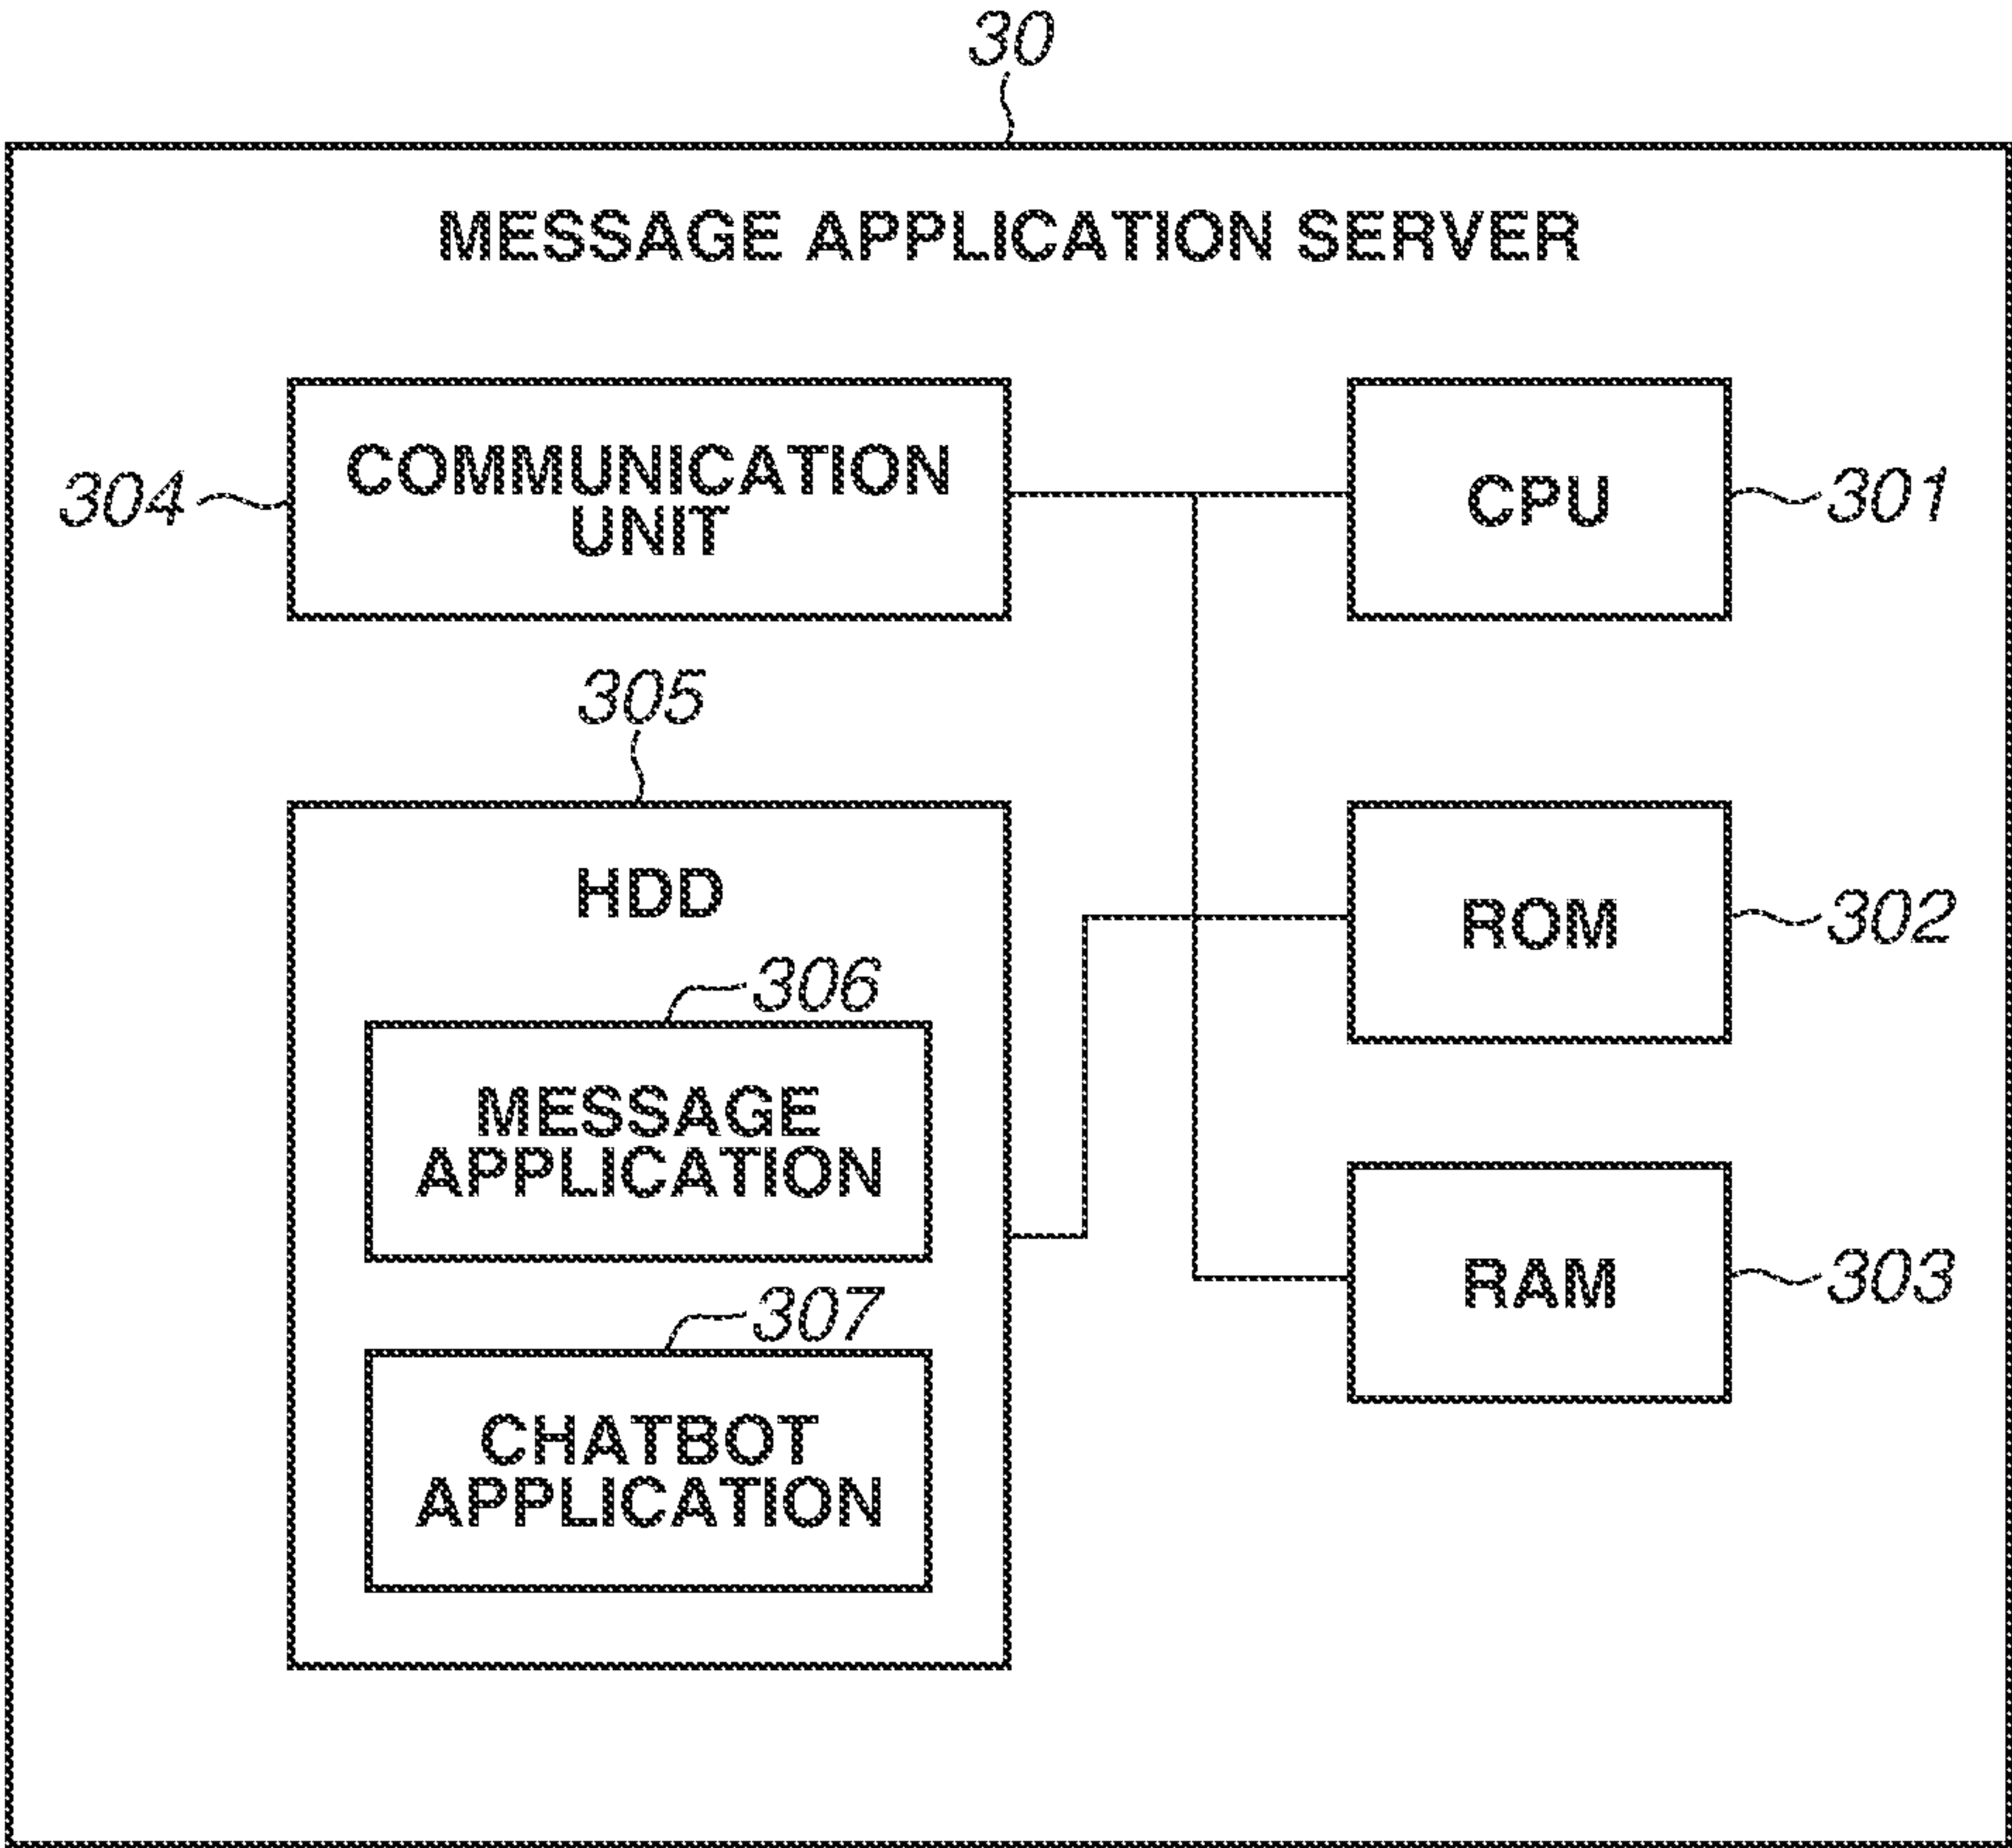 30
MESSAGE APPLICATION SERVER
304
COMMUNICATION
UNIT
CPU
301
305
HDD
ROM
302
306
MESSAGE
APPLICATION
RAM
303
307
CHATBOT
APPLICATION